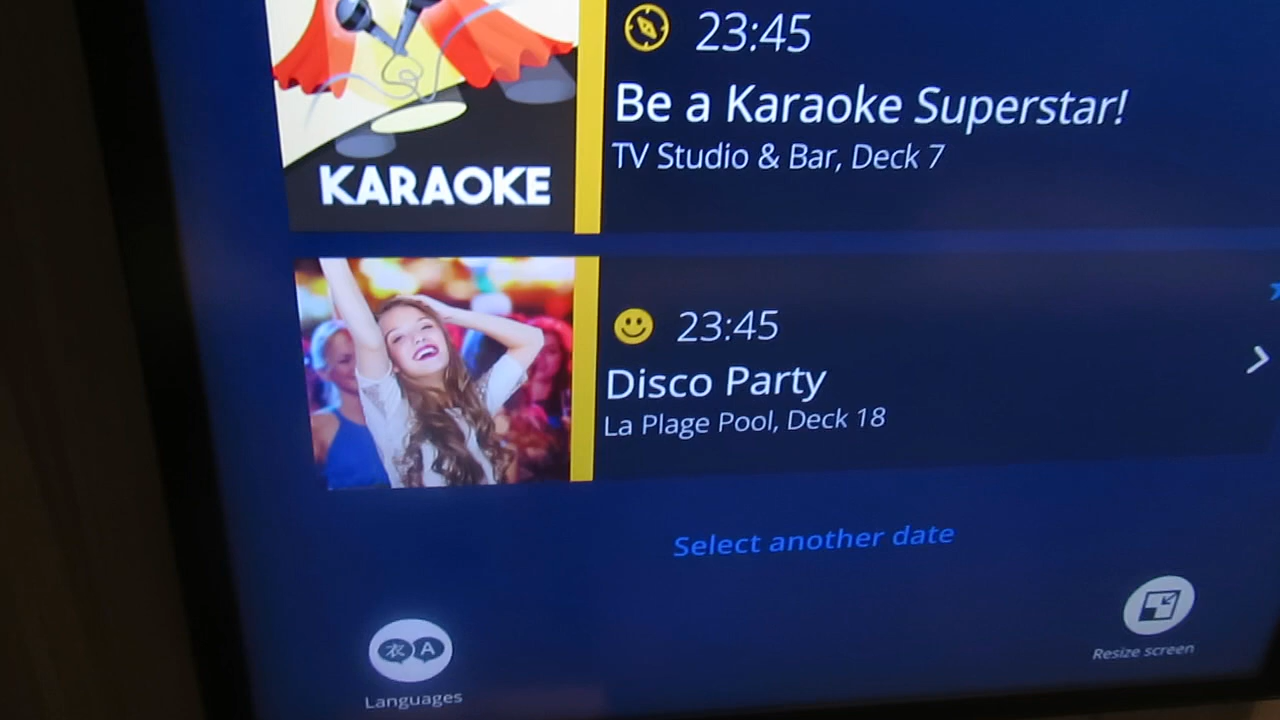 23:45
Be a Karaoke Superstar!
TV Studio & Bar, Deck 7
KARAOKE
23:45
Disco Party
La Plage Pool, Deck 18
Select another date
衣 A
Languages
Resize screen